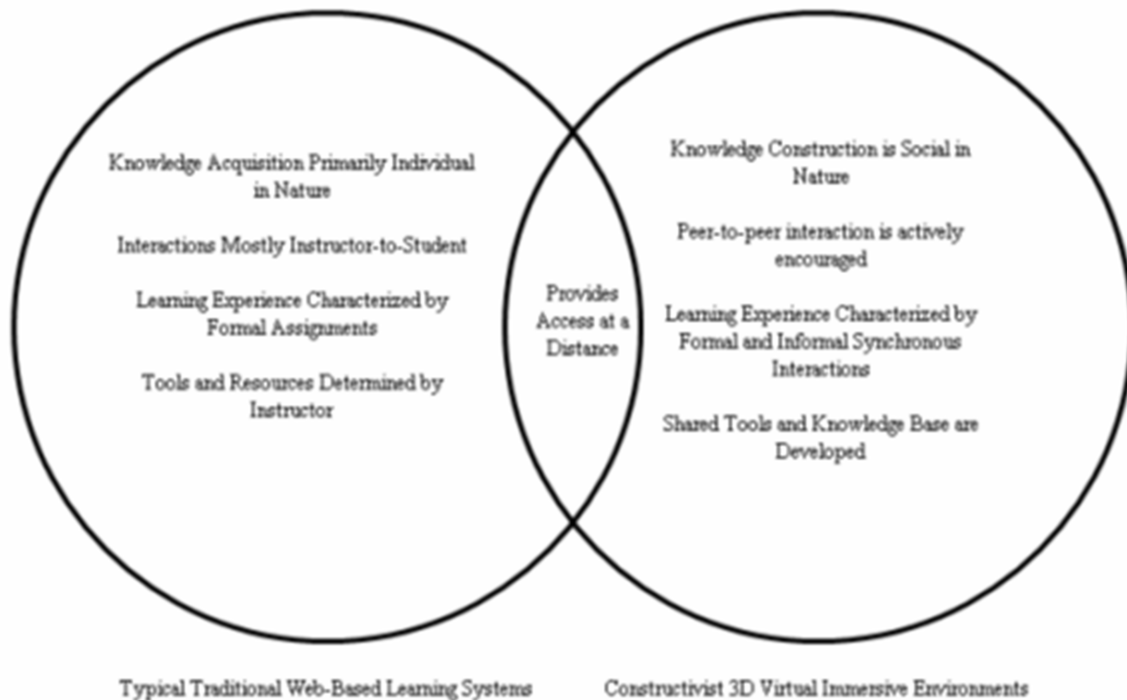 Knowledge Acquisition Primarily Individual
in Nature
Interactions Mostly Instructor-to-Student
Learning Experience Characterized by
Formal Assignments
Tools and Resources Determined by
Instructor
Provides
Access at a
Distance
Knowledge Construction is Social in
Nature
Peer-to-peer interaction is actively
encouraged
Learning Experience Characterized by
Formal and Informal Synchronous
Interactions
Shared Tools and Knowledge Base are
Developed
Typical Traditional Web-Based Learning Systems
Constructivist 3D Virtual Immersive Environments